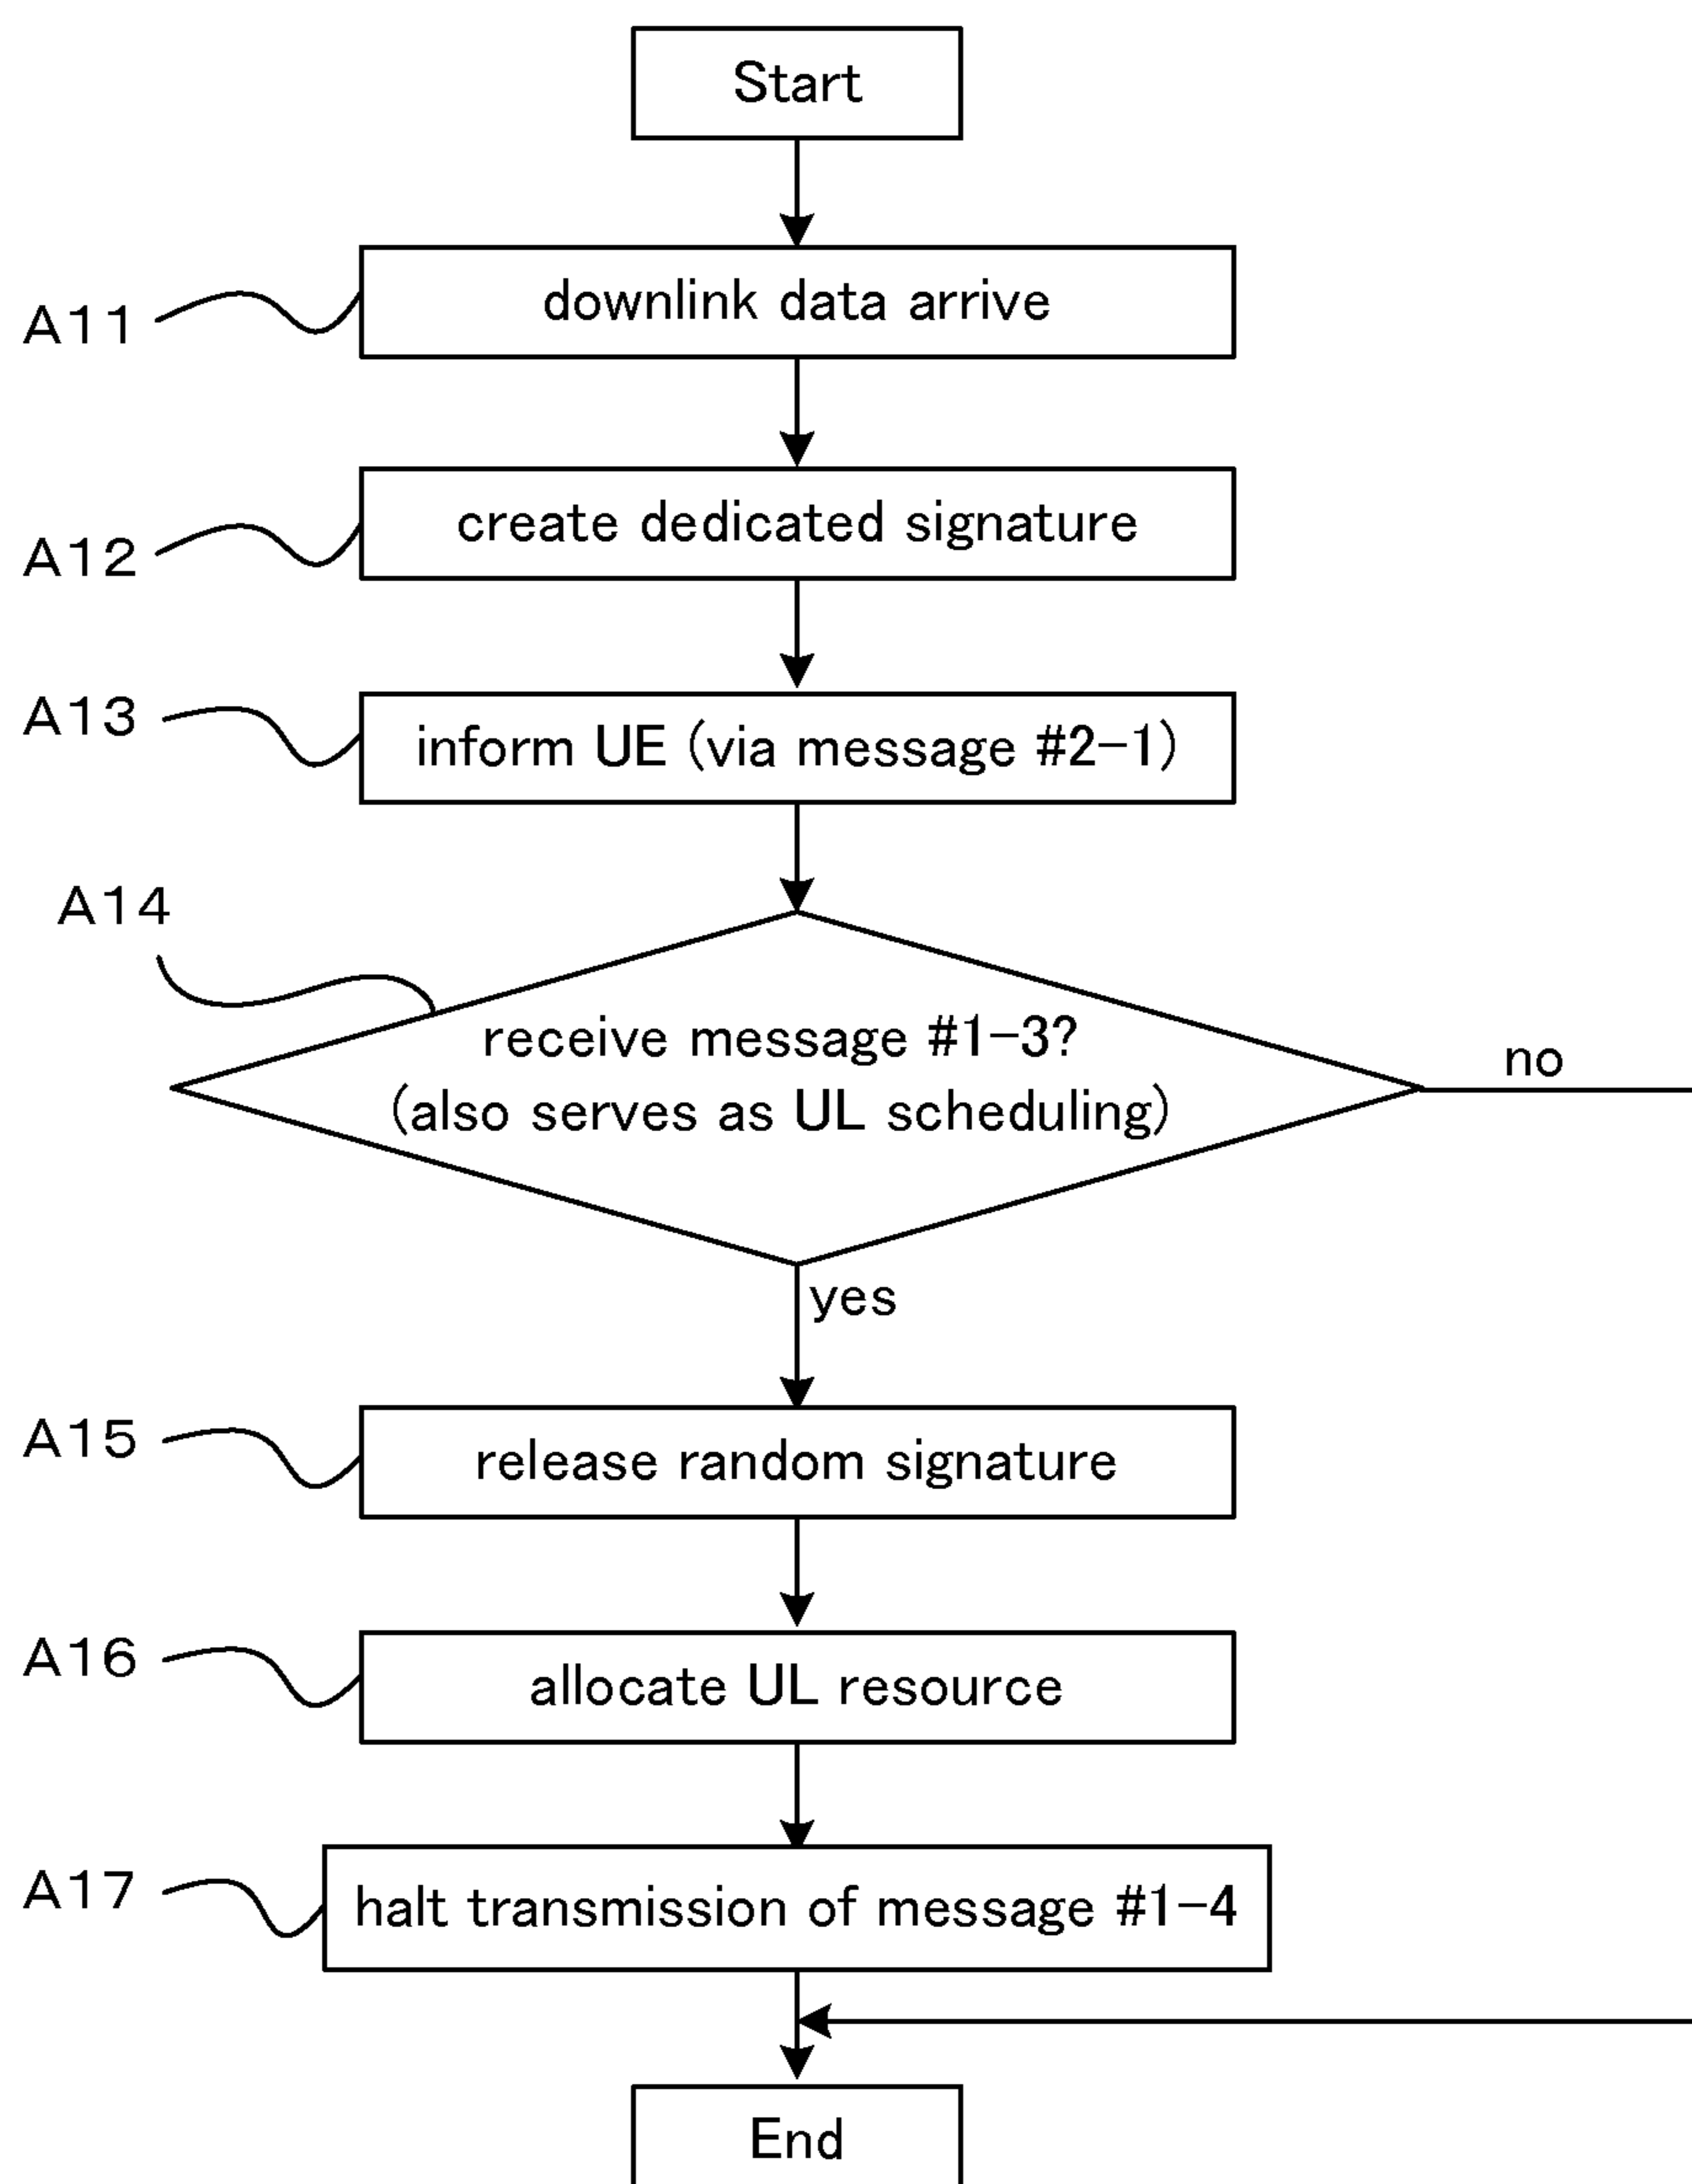 Start
A11
downlink data arrive
A12
create dedicated signature
A13
inform UE (via message #2-1)
A14
receive message #1-3?
(also serves as UL scheduling)
no
yes
A15
release random signature
A16
allocate UL resource
A17
halt transmission of message #1-4
End